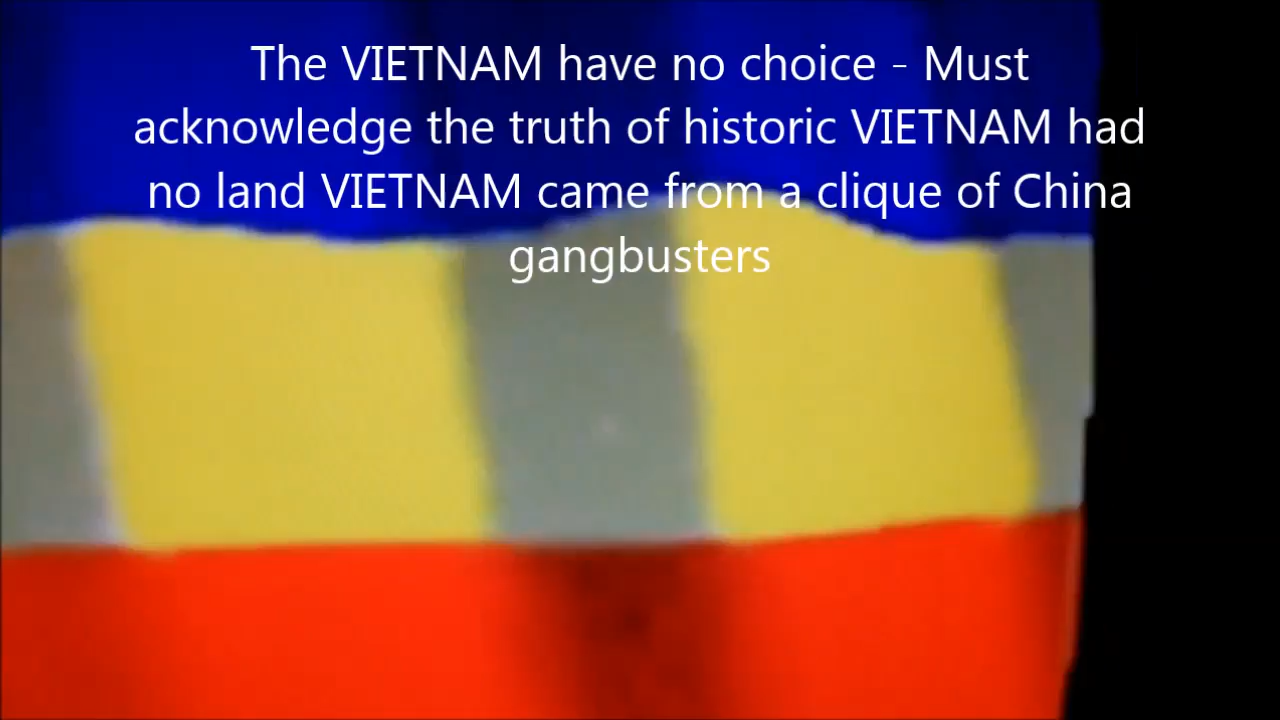 The VIETNAM have no choice - Must
acknowledge the truth of historic VIETNAM had
no land VIETNAM came from a clique of China
gangbusters